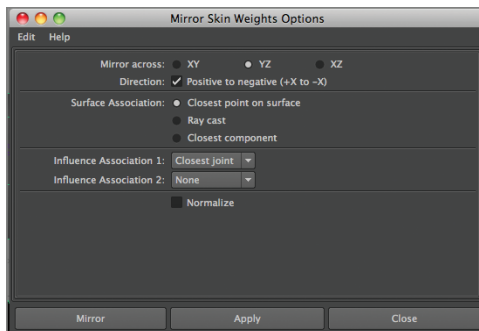 Mirror Skin Weights Options
Edit Help
Mirror across: XY YZ XZ
Direction: Positive to negative (+X to -X)
Surface Association: Closest point on surface
Ray cast
Closest component
Influence Association 1: Closest joint
Influence Association 2: None
Normalize
Mirror Apply Close